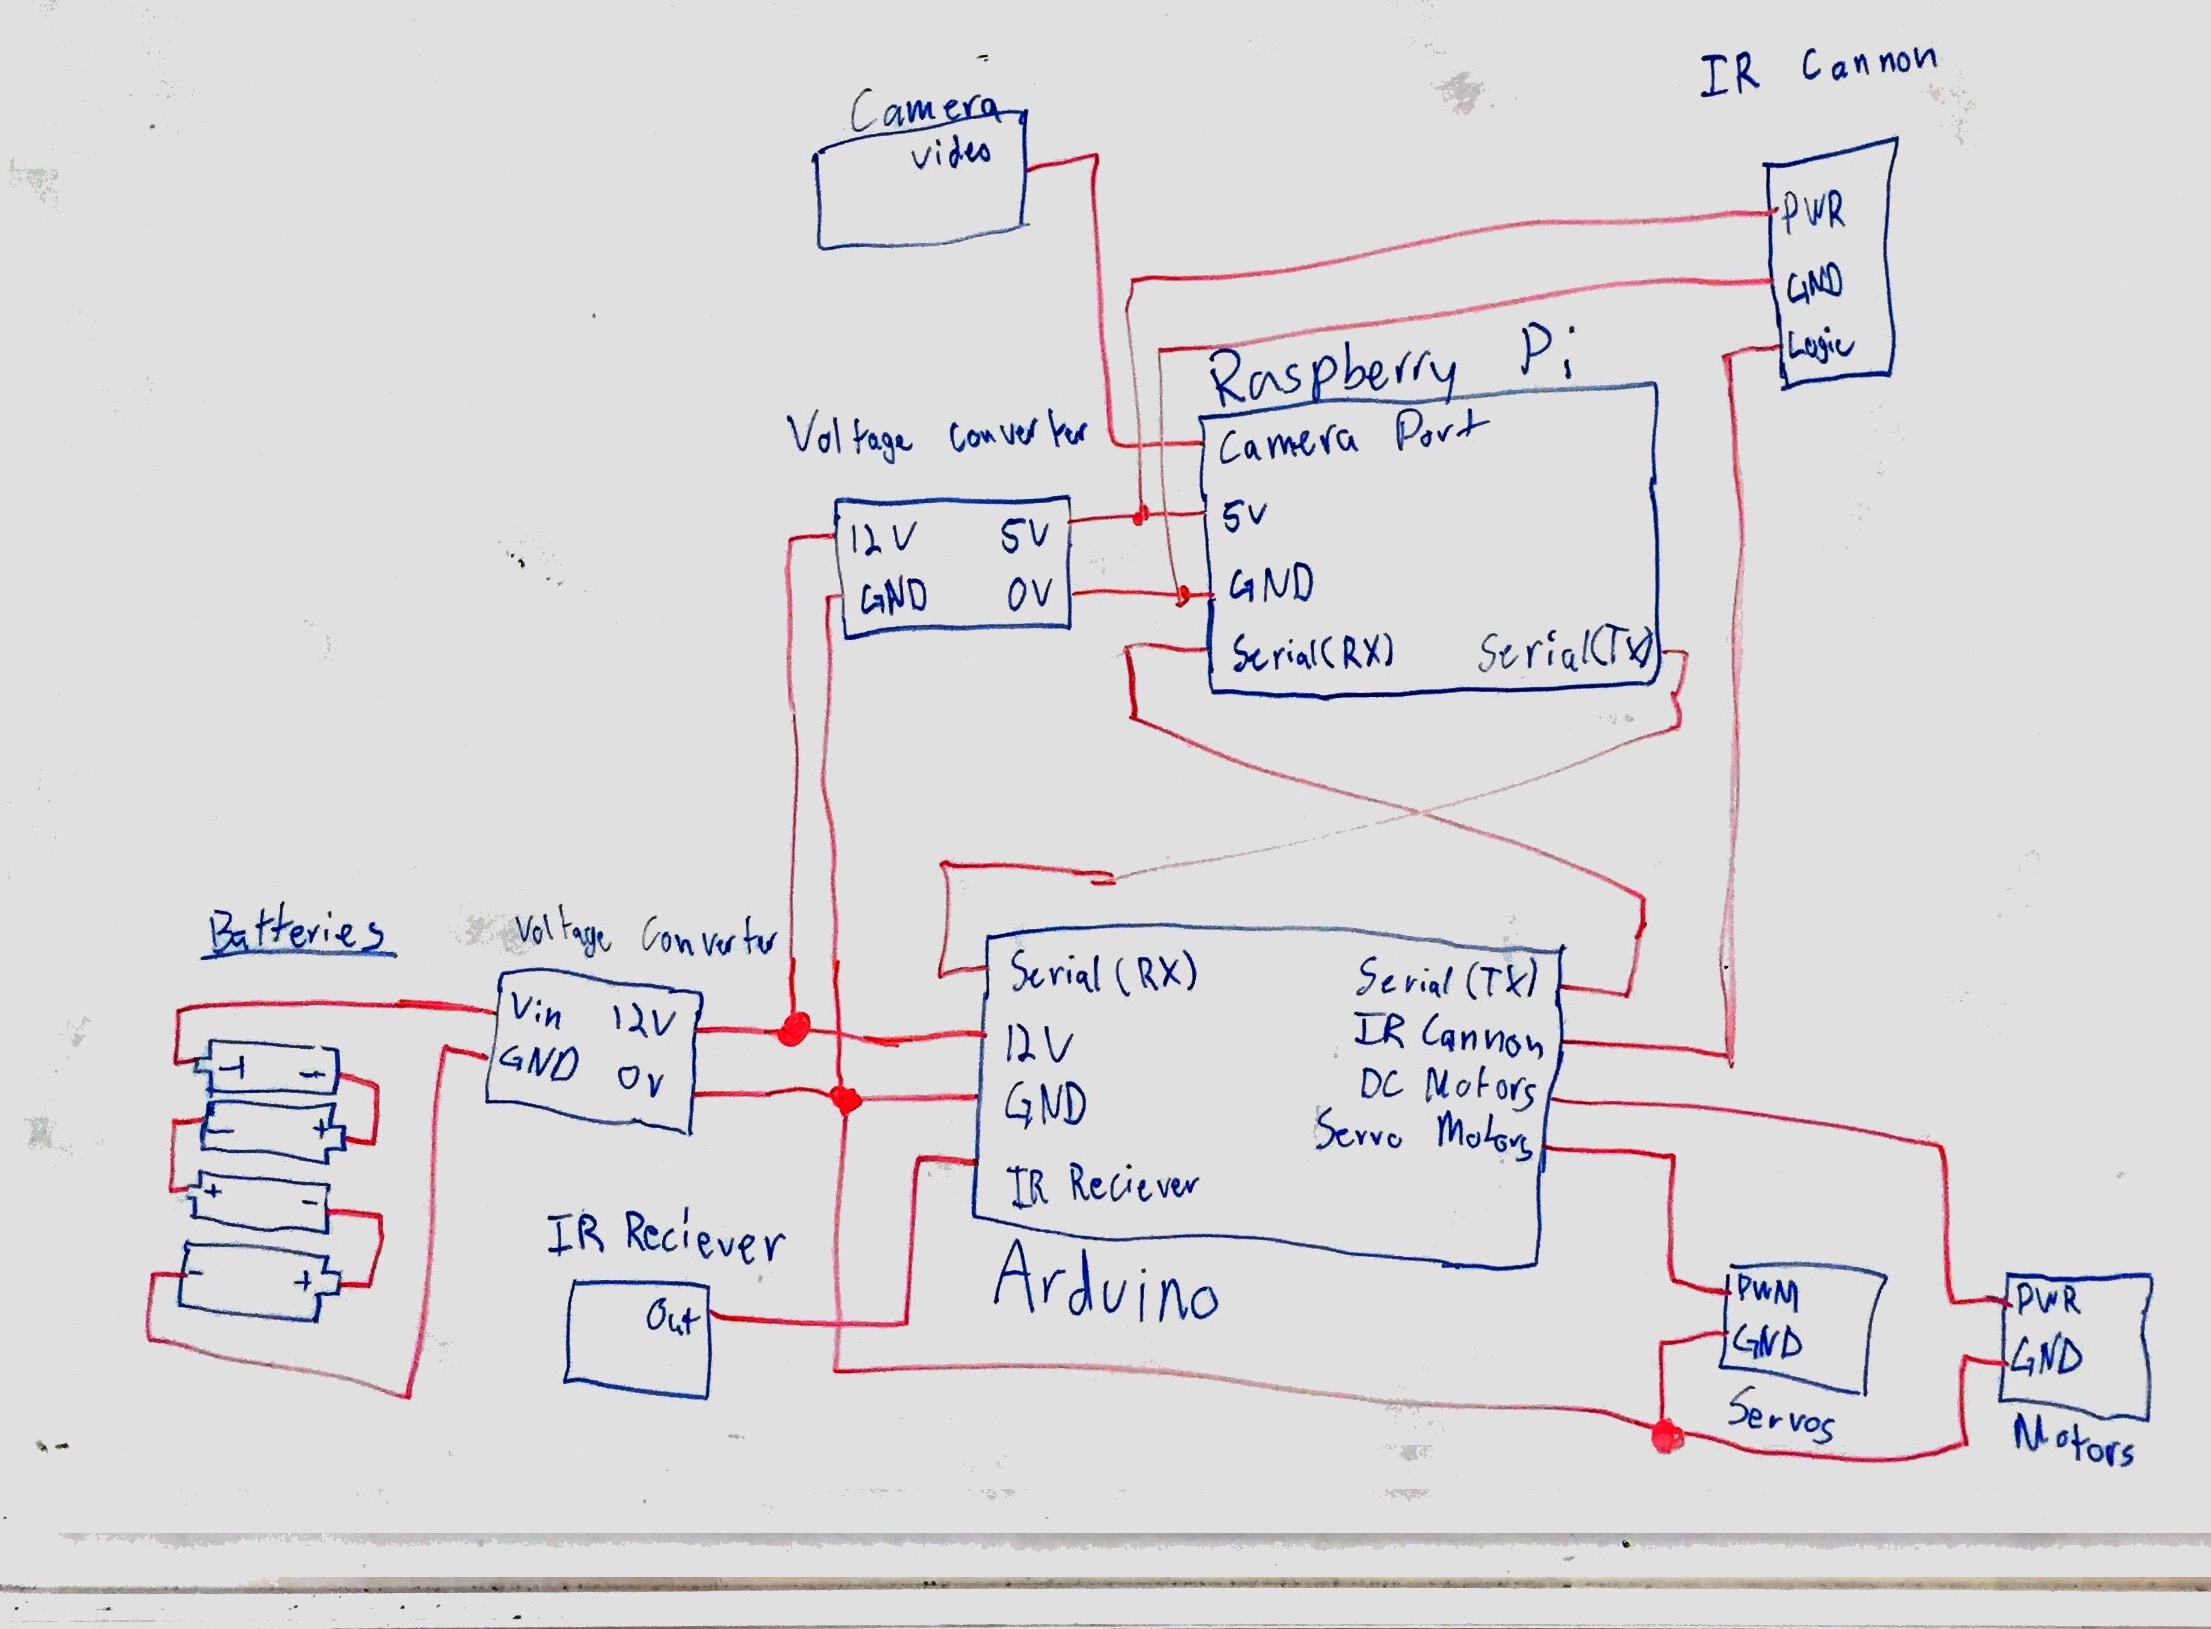 IR Cannon
Camera
video
PWR
GND
Logic
Raspberry Pi
Camera Port
5V
GND
Serial(RX) Serial(TX)
Voltage converter
12V 5V
GND 0V
Batteries
+ -
- +
+ -
- +
Voltage Converter
Vin 12V
GND 0V
Serial (RX) Serial (TX)
12V IR Cannon
GND DC Motors
Servo Motors
IR Reciever
Arduino
IR Reciever
Out
PWM
GND
Servos
PWR
GND
Motors